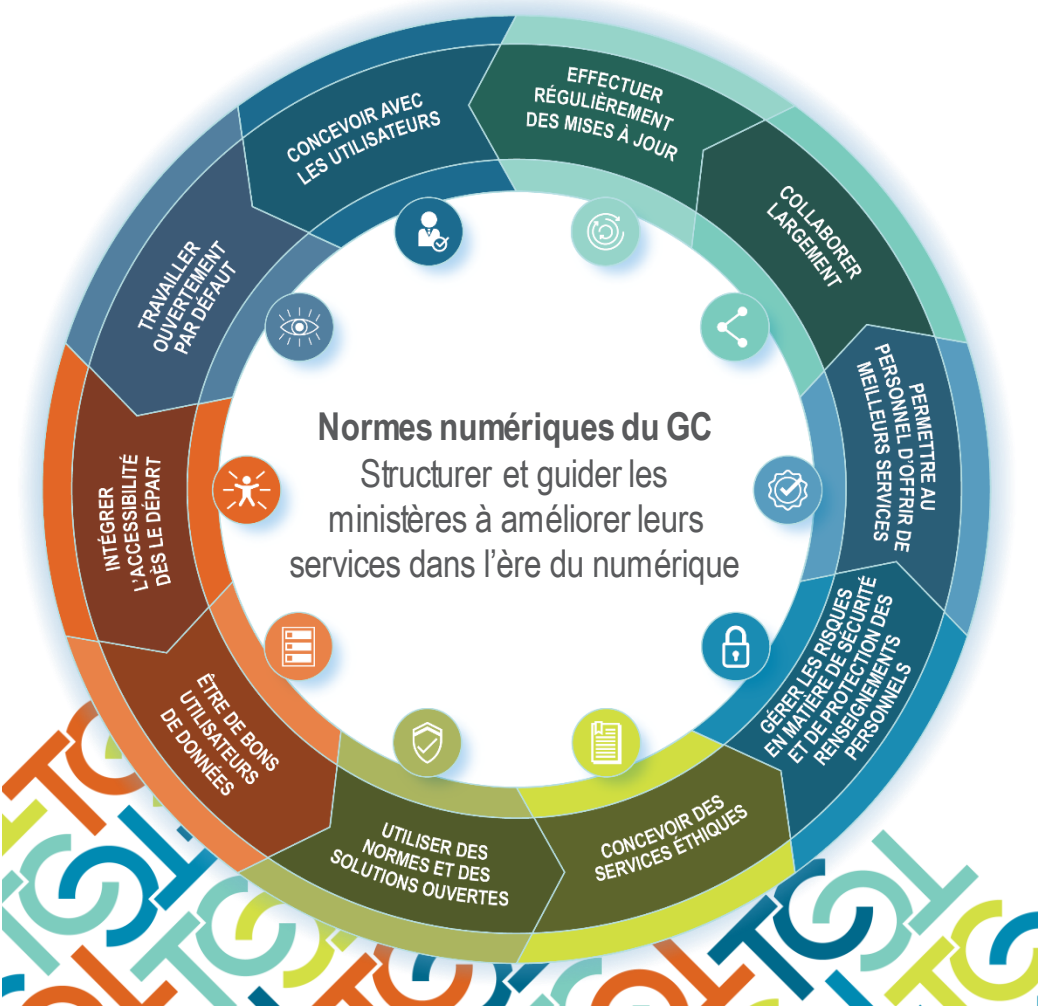 CONCEVOIR AVEC
LES UTILISATEURS
EFFECTUER
RÉGULIÈREMENT
DES MISES À JOUR
COLLABORER
LARGEMENT
PERMETTRE AU
PERSONNEL D'OFFRIR DE
MEILLEURS SERVICES
GÉRER LES RISQUES
EN MATIÈRE DE SÉCURITÉ
ET DE PROTECTION DES
RENSEIGNEMENTS
PERSONNELS
CONCEVOIR DES
SERVICES ÉTHIQUES
UTILISER DES
NORMES ET DES
SOLUTIONS OUVERTES
ÊTRE DE BONS
UTILISATEURS
DE DONNÉES
INTÉGRER
L'ACCESSIBILITÉ
DÈS LE DÉPART
TRAVAILLER
OUVERTEMENT
PAR DÉFAUT
Normes numériques du GC
Structurer et guider les
ministères à améliorer leurs
services dans l'ère du numérique